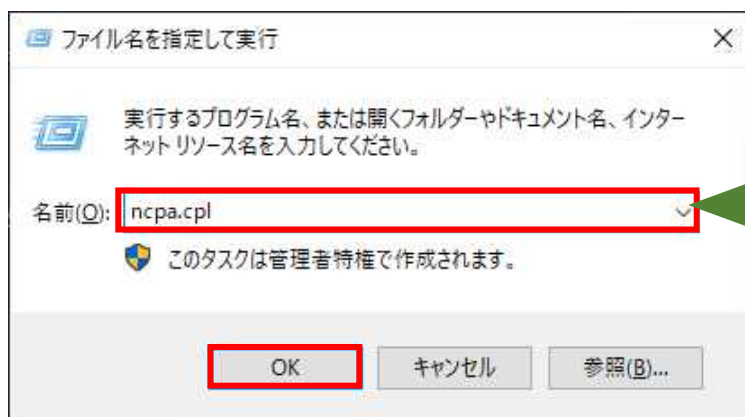 ファイル名を指定して実行
実行するプログラム名、または開くフォルダーやドキュメント名、インター
ネット リソース名を入力してください。
名前(O): ncpa.cpl
このタスクは管理者特権で作成されます。
OK キャンセル 参照(B)...